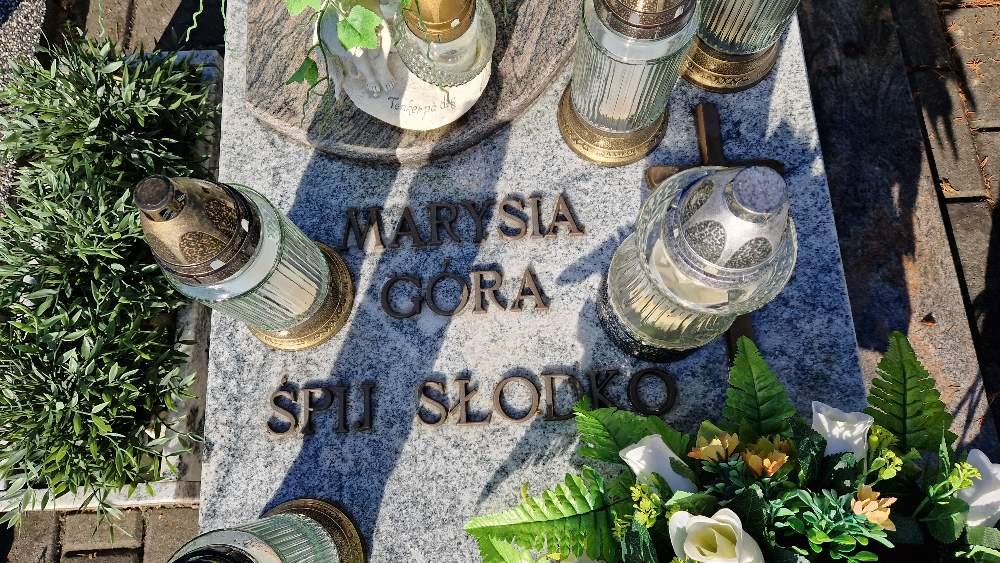 MARYSIA
GÓRA
ŚPIJ SŁODKO